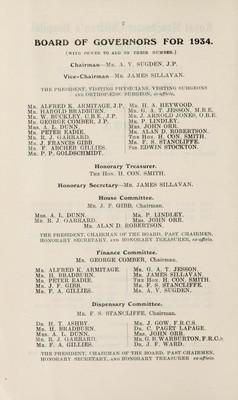 2
BOARD OF GOVERNORS FOR 1934.
(WITH POWER TO ADD TO THEIR NUMBER.)
Chairman—Mr. A. V. SUGDEN, J.P.
Vice-Chairman—Mr. JAMES SILLAVAN.
THE PRESIDENT, VISITING PHYSICIANS, VISITING SURGEONS
AND ORTHOPÆDIC SURGEON, ex-officio.
Mr. ALFRED K. ARMITAGE, J.P.
Mr. HAROLD BRADBURN.
Mr. W. BUCKLEY, C.B.E., J.P.
Mr. GEORGE COMBER, J.P.
Mrs. A. L. DUNN.
Mr. PETER EADIE.
Mr. R. J. GARRARD.
Mr. J. FRANCIS GIBB.
Mr. F. ARCHER GILLIES.
Mr. P. P. GOLDSCHMIDT.
Mr. H. A. HEYWOOD.
Mr. G. A. T. JESSON, M.B.E.
Mr. J. ARNOLD JONES, O.B.E.
Mr. P. LINDLEY.
Mrs. JOHN ORR.
Mr. ALAN D. ROBERTSON.
The Hon. H. CON. SMITH.
Mr. F. S. STANCLIFFE.
Sir EDWIN STOCKTON.
Honorary Treasurer.
The Hon. H. CON. SMITH.
Honorary Secretary—Mr. JAMES SILLAVAN.
House Committee.
Mr. J. F. GIBB, Chairman.
Mrs. A. L. DUNN.
Mr. R. J. GARRARD.
Mr. P. LINDLEY.
Mrs. JOHN ORR.
Mr. ALAN D. ROBERTSON.
THE PRESIDENT, CHAIRMAN OF THE BOARD, PAST CHAIRMEN,
HONORARY SECRETARY, AND HONORARY TREASURER, ex-officio.
Finance Committee.
Mr. GEORGE COMBER, Chairman.
Mr. ALFRED K. ARMITAGE.
Mr. H. BRADBURN.
Mr. PETER EADIE.
Mr. J. F. GIBB.
Mr. F. A. GILLIES.
Mr. G. A. T. JESSON
Mr. JAMES SILLAVAN
The Hon. H. CON. SMITH.
Mr. F. S. STANCLIFFE.
Mr. A. V. SUGDEN.
Dispensary Committee.
Mr. F. S. STANCLIFFE, Chairman.
Dr. H. T. ASHBY.
Mr. H. BRADBURN.
Mrs. A. L. DUNN.
Mr. R. J. GARRARD.
Mr. F. A. GILLIES.
Mr. J. GOW, F.R.C.S.
Dr. C. PAGET LAPAGE.
Mrs. JOHN ORR.
Mr. G. B. WARBURTON, F.R.C.S.
Dr. J. F. WARD.
THE PRESIDENT, CHAIRMAN OF THE BOARD, PAST CHAIRMEN,
HONORARY SECRETARY, AND HONORARY TREASURER ex-officio.